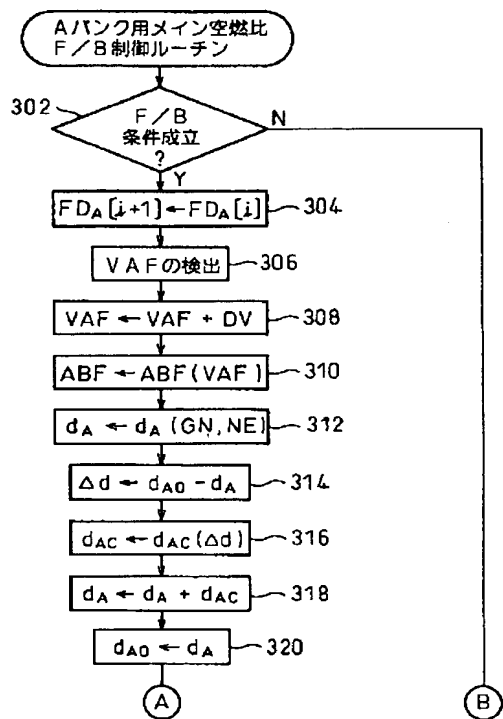 Aバンク用メイン空燃比
F/B制御ルーチン
302
F/B
条件成立
?
N
Y
FDA[i+1]←FDA[i]
304
VAFの検出
306
VAF←VAF+DV
308
ABF←ABF(VAF)
310
dA←dA(GN,NE)
312
Δd←dAO-dA
314
dAC←dAC(Δd)
316
dA←dA+dAC
318
dAO←dA
320
A
B